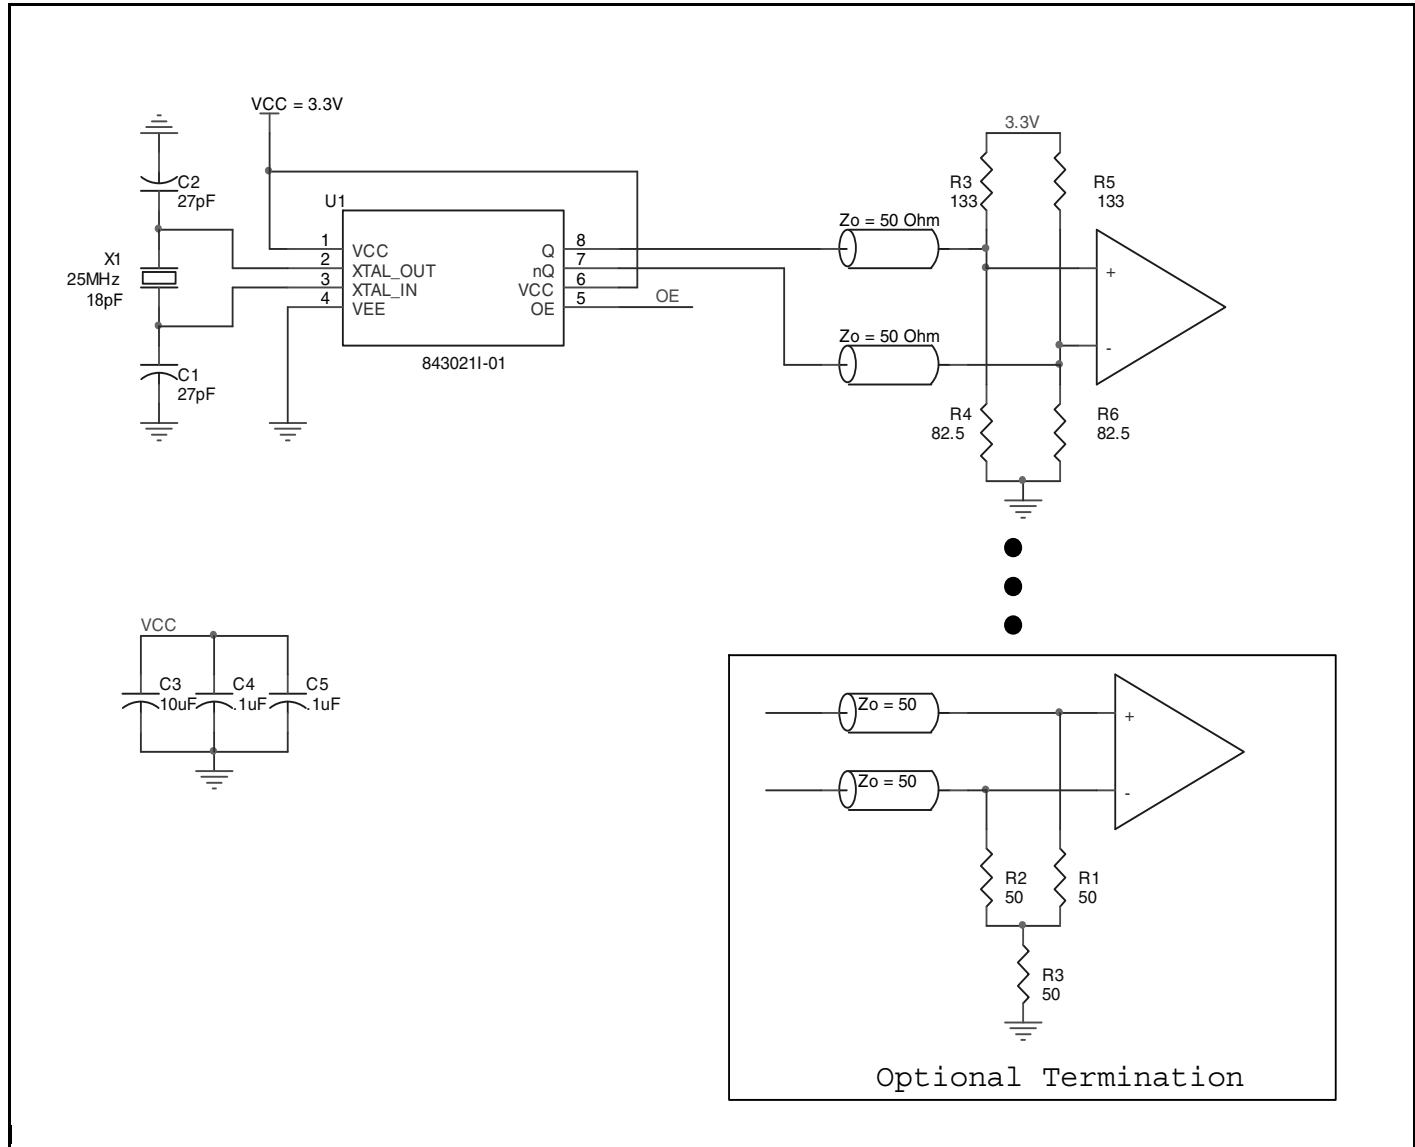 VCC = 3.3V
C2
27pF
X1
25MHz
18pF
C1
27pF
U1
1
2
3
4
VCC
XTAL_OUT
XTAL_IN
VEE
Q
nQ
VCC
OE
8
7
6
5
OE
843021I-01
Zo = 50 Ohm
Zo = 50 Ohm
3.3V
R3
133
R5
133
+
-
R4
82.5
R6
82.5
VCC
C3
10uF
C4
.1uF
C5
.1uF
Zo = 50
Zo = 50
+
-
R2
50
R1
50
R3
50
Optional Termination